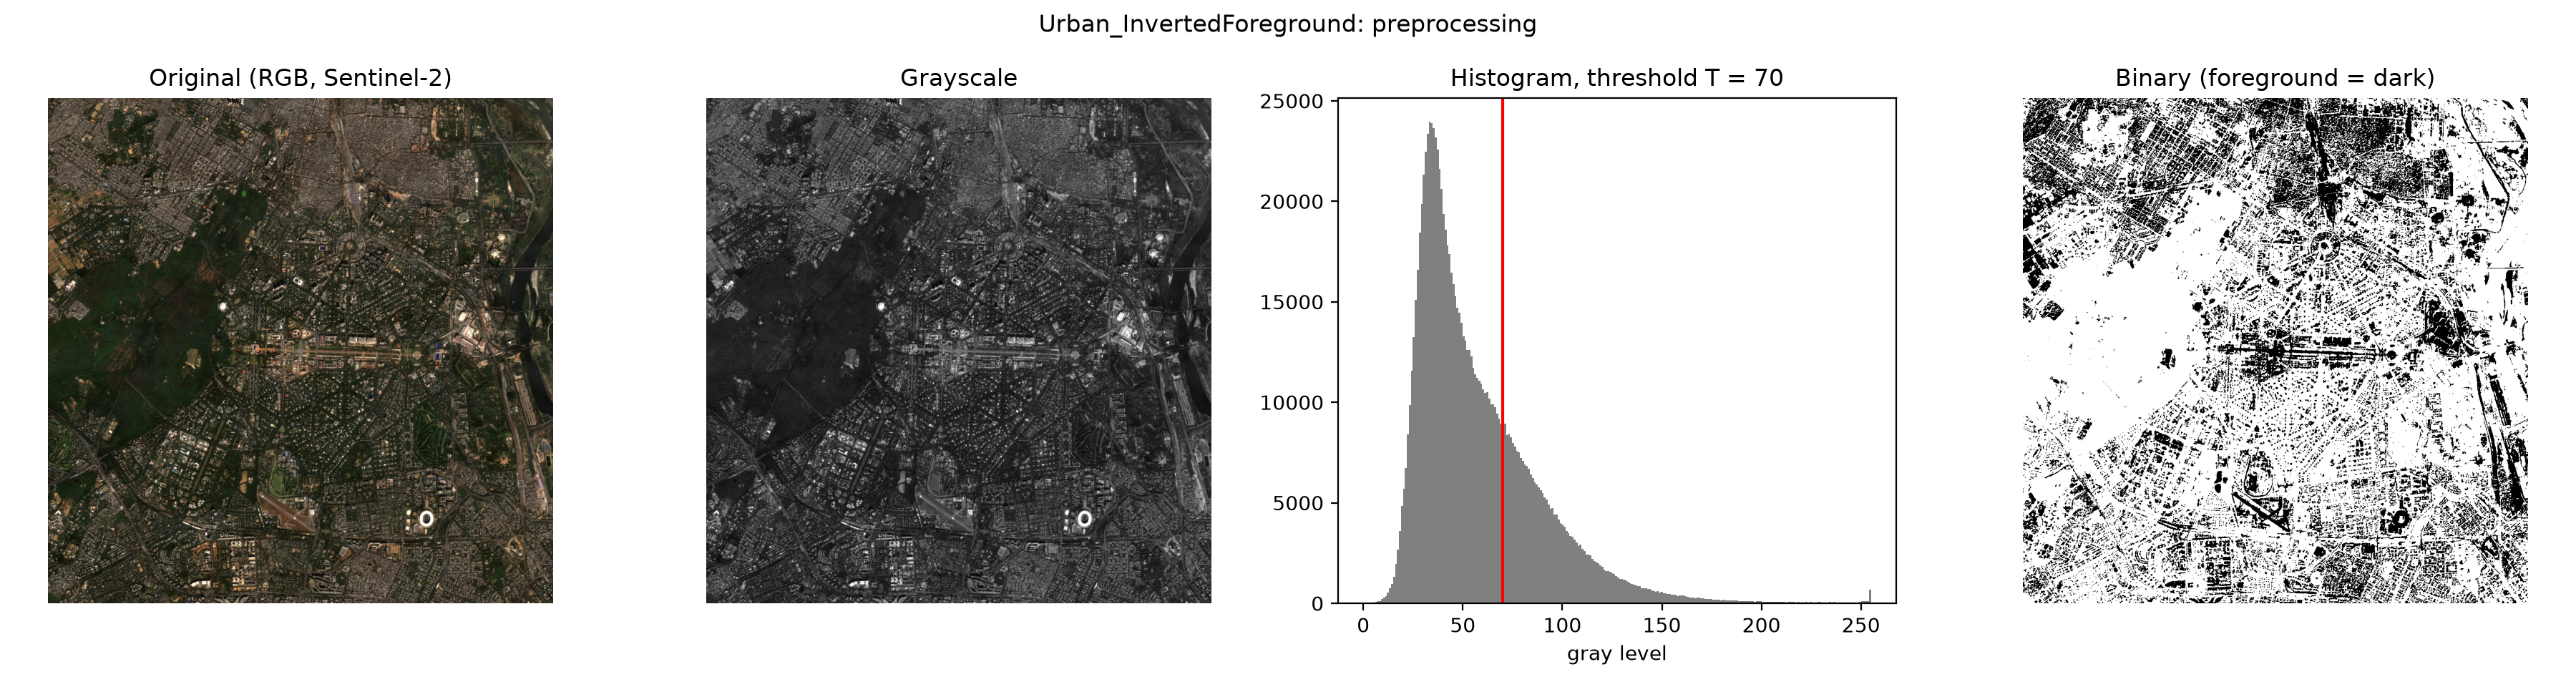 Urban_InvertedForeground: preprocessing
Original (RGB, Sentinel-2)
Grayscale
Histogram, threshold T = 70
Binary (foreground = dark)
25000
20000
15000
10000
5000
0
0 50 100 150 200 250
gray level